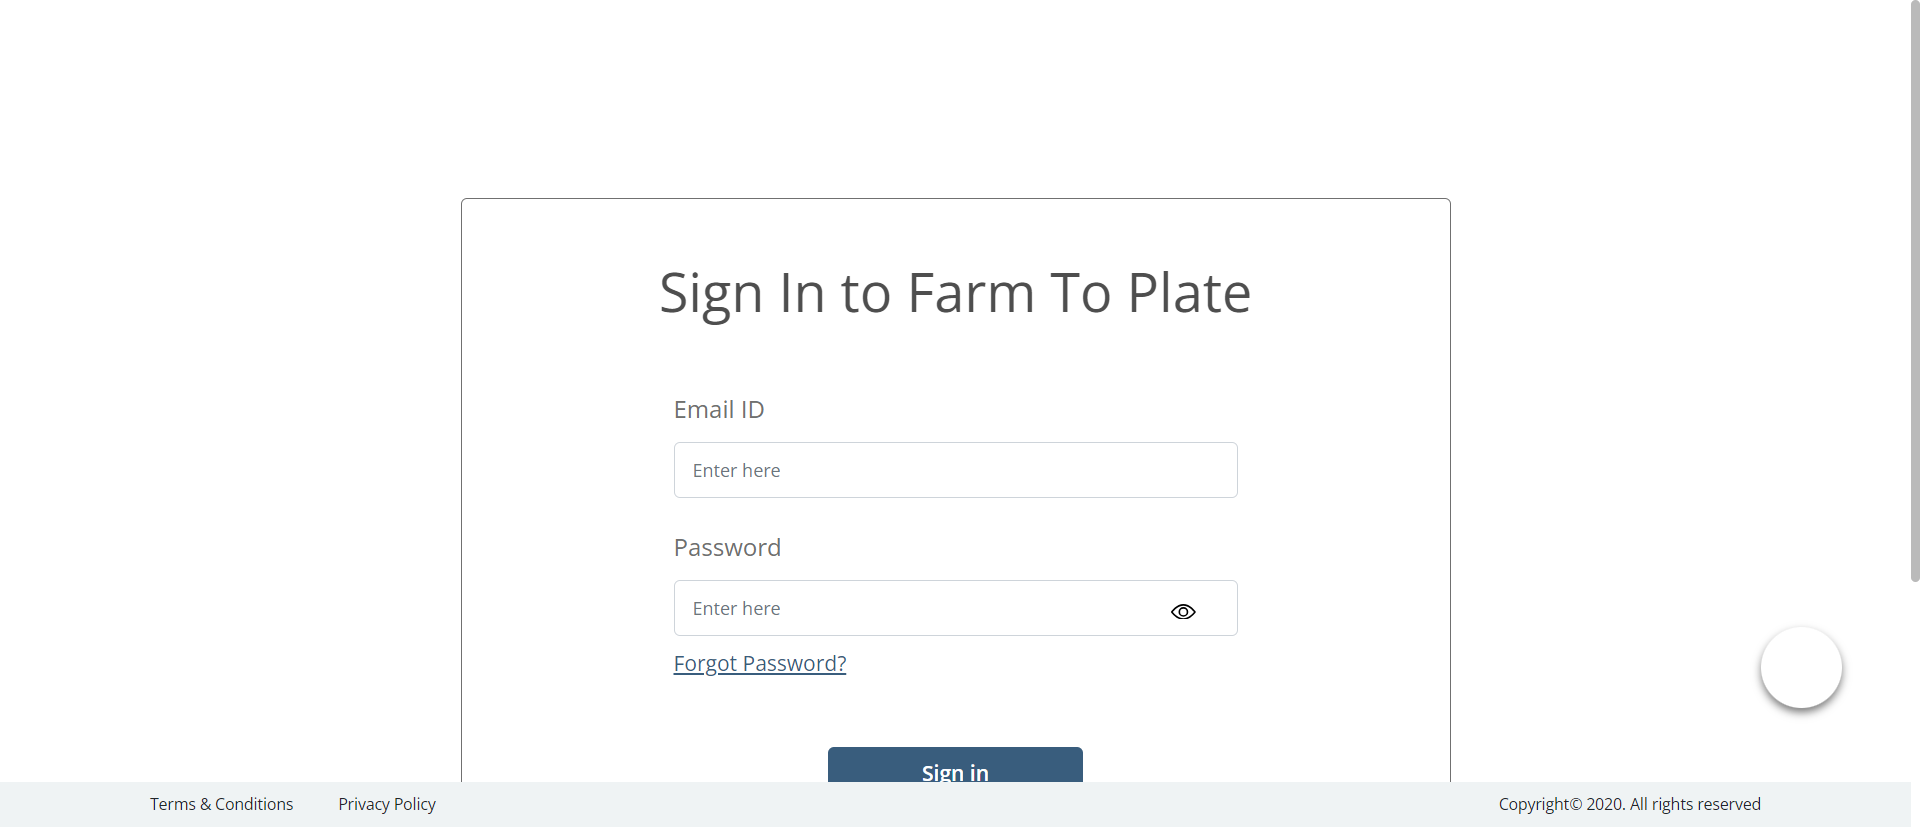 Sign In to Farm To Plate
Email ID
Enter here
Password
Enter here
Forgot Password?
Sign in
Terms & Conditions Privacy Policy Copyright© 2020. All rights reserved